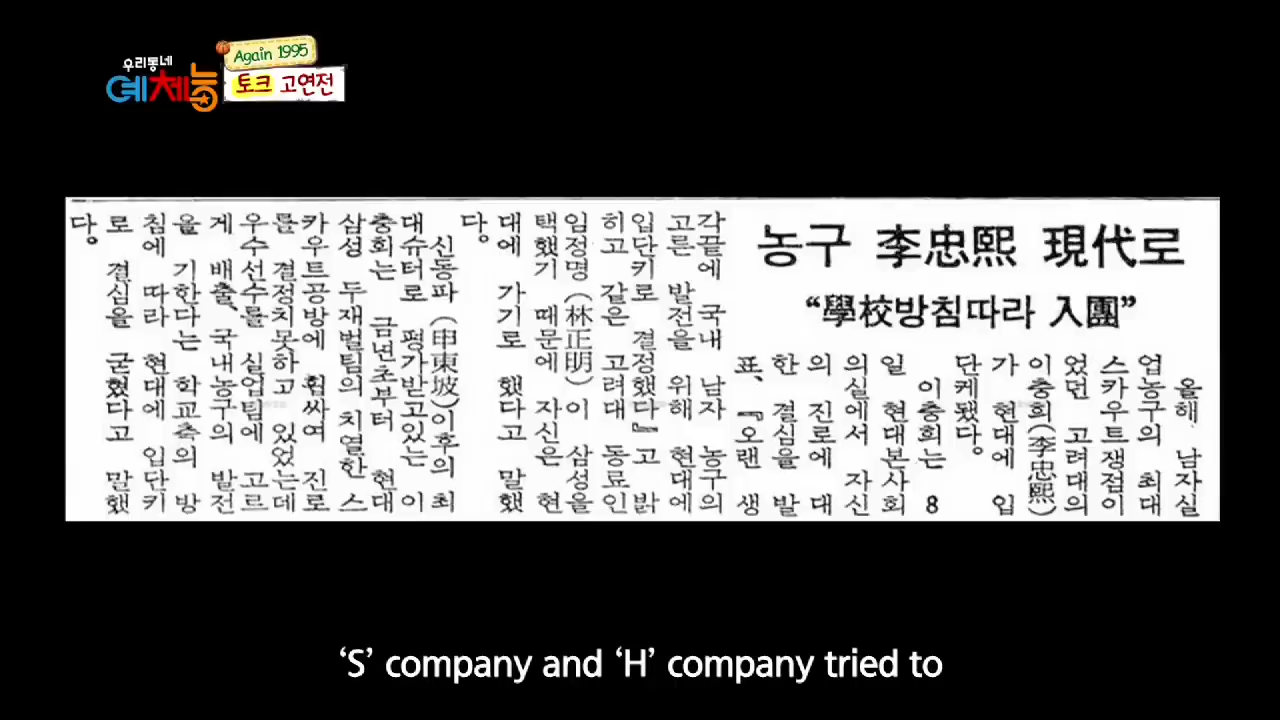 우리동네
예체능
Again 1995
토크 고연전
농구 李忠熙 現代로
“學校방침따라 入團”
올해 남자실
업농구의 최대
스카우트쟁점이
었던 고려대의
이충희(李忠熙)
가 현대에 입
단케됐다。
이충희는 8
일 현대본사회
의실에서 자신
의 진로에 대
한 결심을 발
표、『오랜 생
각끝에 국내 남자 농구의
고른 발전을 위해 현대에
입단키로 결정했다』고 밝
히고 같은 고려대 동료인
임정명(林正明)이 삼성을
택했기 때문에 자신은 현
대에 가기로 했다고 말했
다。
신동파(申東坡)이후의 최
대슈터로 평가받고있는 이
충희는 금년초부터 현대
삼성 두재벌팀의 치열한 스
카우트공방에 휩싸여 진로
를 결정치못하고 있었는데
우수선수를 실업팀에 고르
게 배출、국내농구의 발전
을 기한다는 학교측의 방
침에 따라 현대에 입단키
로 결심을 굳혔다고 말했
다。
‘S’ company and ‘H’ company tried to